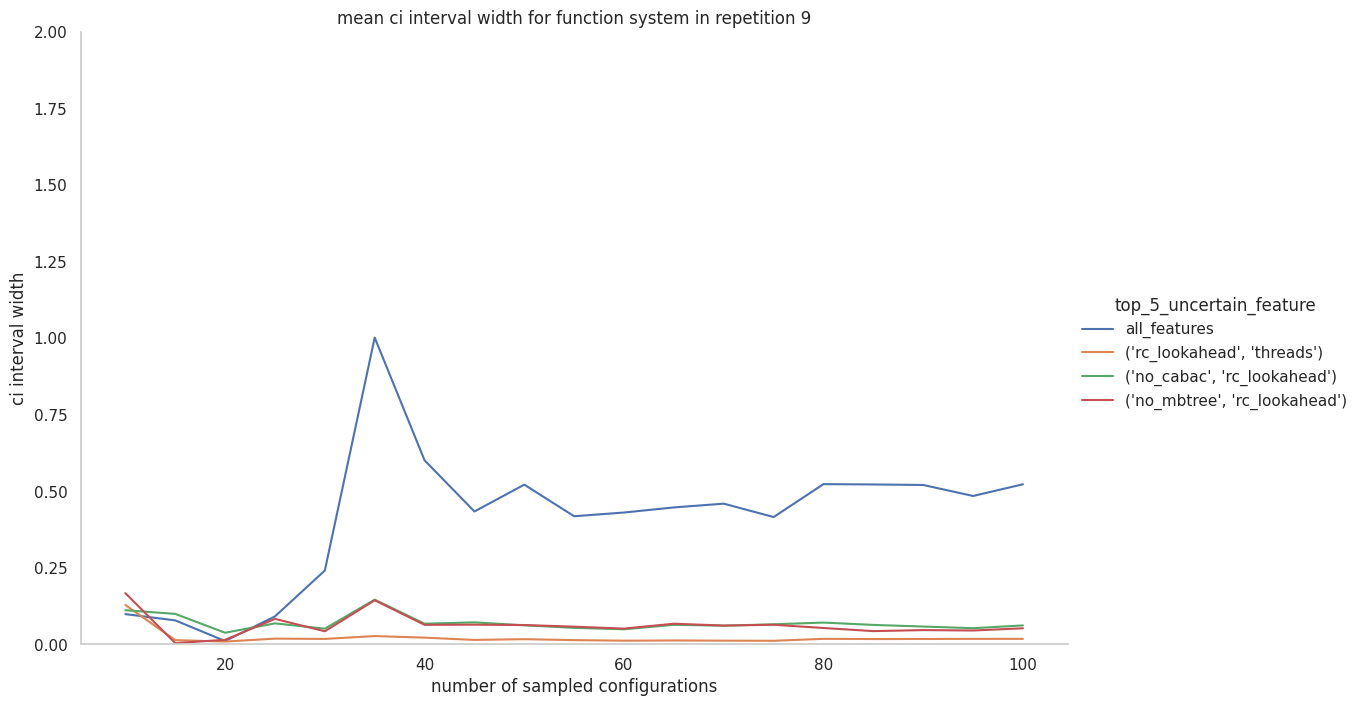 mean ci interval width for function system in repetition 9
2.00
1.75
1.50
1.25
1.00
0.75
0.50
0.25
0.00
ci interval width
20
40
60
80
100
number of sampled configurations
top_5_uncertain_feature
all_features
('rc_lookahead', 'threads')
('no_cabac', 'rc_lookahead')
('no_mbtree', 'rc_lookahead')